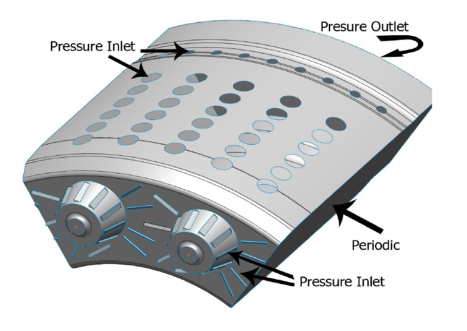 Presure Outlet
Pressure Inlet
Periodic
Pressure Inlet